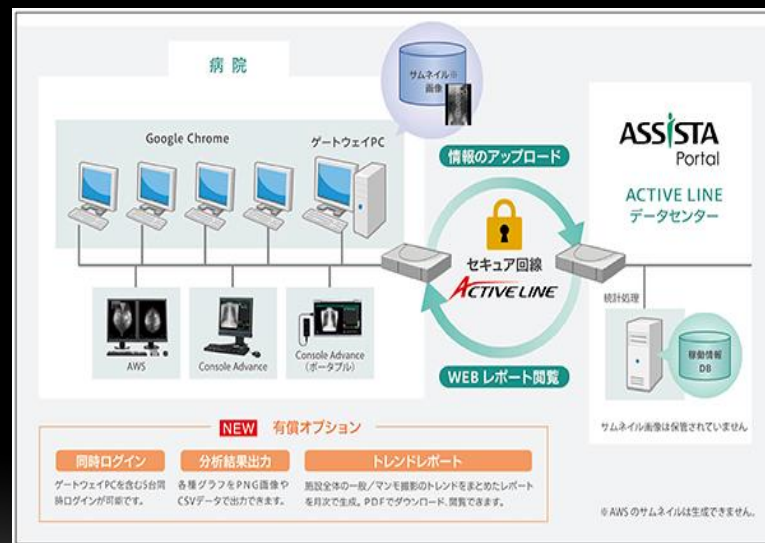 病 院
サムネイル※
画像
Google Chrome
ゲートウェイPC
情報のアップロード
ASSISTA
Portal
ACTIVE LINE
データセンター
セキュア回線
ACTIVE LINE
統計処理
稼働情報
DB
AWS
Console Advance
Console Advance
（ポータブル）
WEB レポート閲覧
サムネイル画像は保管されていません
NEW 有償オプション
同時ログイン
ゲートウェイPCを含む5台同
時ログインが可能です。
分析結果出力
各種グラフをPNG画像や
CSVデータで出力できます。
トレンドレポート
施設全体の一般／マンモ撮影のトレンドをまとめたレポート
を月次で生成。PDFでダウンロード、閲覧できます。
※ AWS のサムネイルは生成できません。